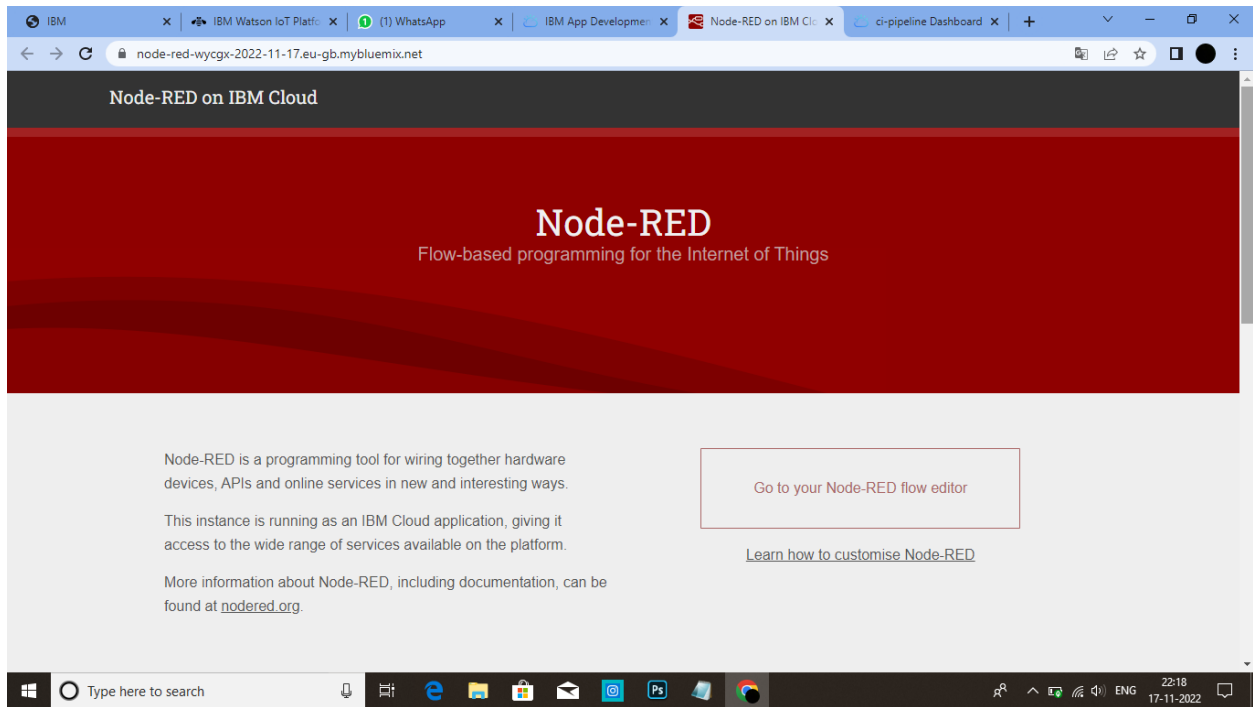 IBM
IBM Watson IoT Platfo
(1) WhatsApp
IBM App Developmen
Node-RED on IBM Clo
ci-pipeline Dashboard
node-red-wycgx-2022-11-17.eu-gb.mybluemix.net
Node-RED on IBM Cloud
Node-RED
Flow-based programming for the Internet of Things
Node-RED is a programming tool for wiring together hardware
devices, APIs and online services in new and interesting ways.
This instance is running as an IBM Cloud application, giving it
access to the wide range of services available on the platform.
More information about Node-RED, including documentation, can be
found at nodered.org.
Go to your Node-RED flow editor
Learn how to customise Node-RED
Type here to search
Ps
ENG
22:18
17-11-2022